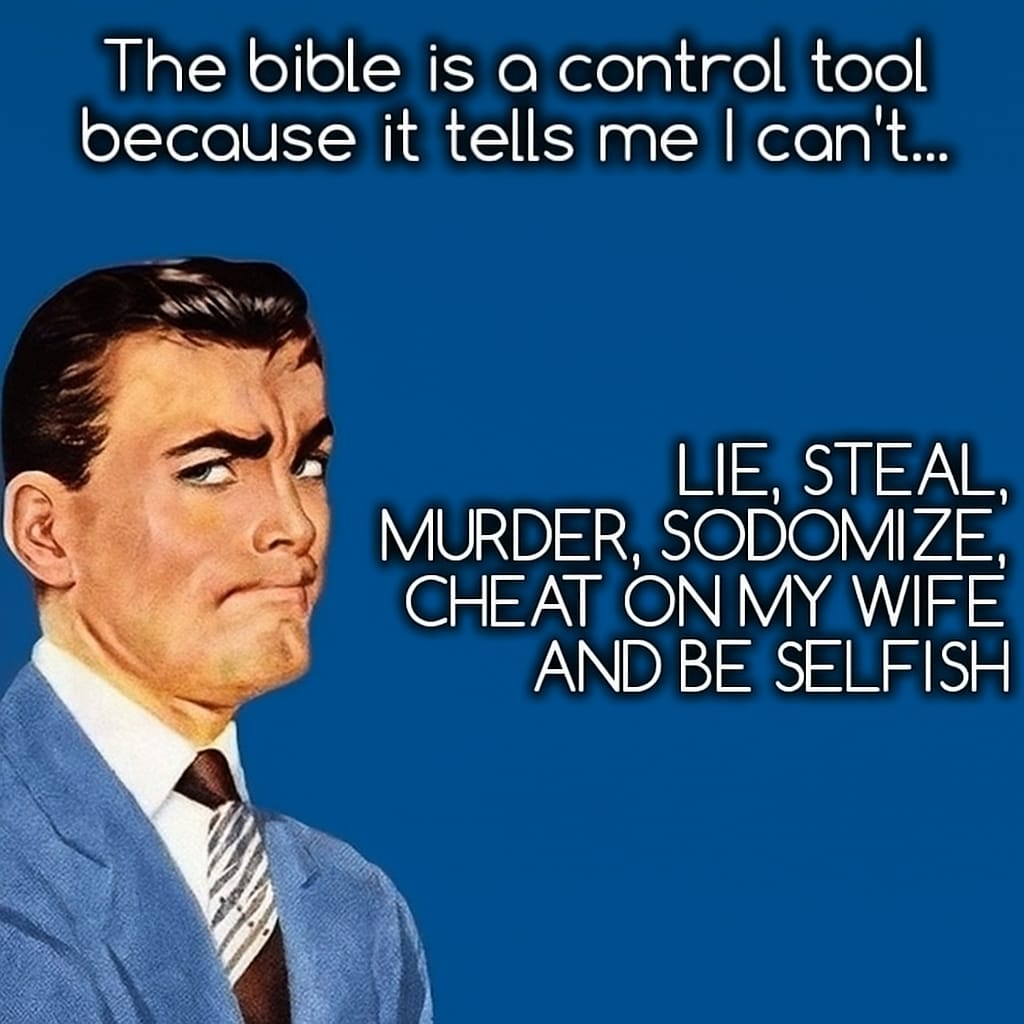 The bible is a control tool
because it tells me I can't...
LIE, STEAL,
MURDER, SODOMIZE,
CHEAT ON MY WIFE
AND BE SELFISH